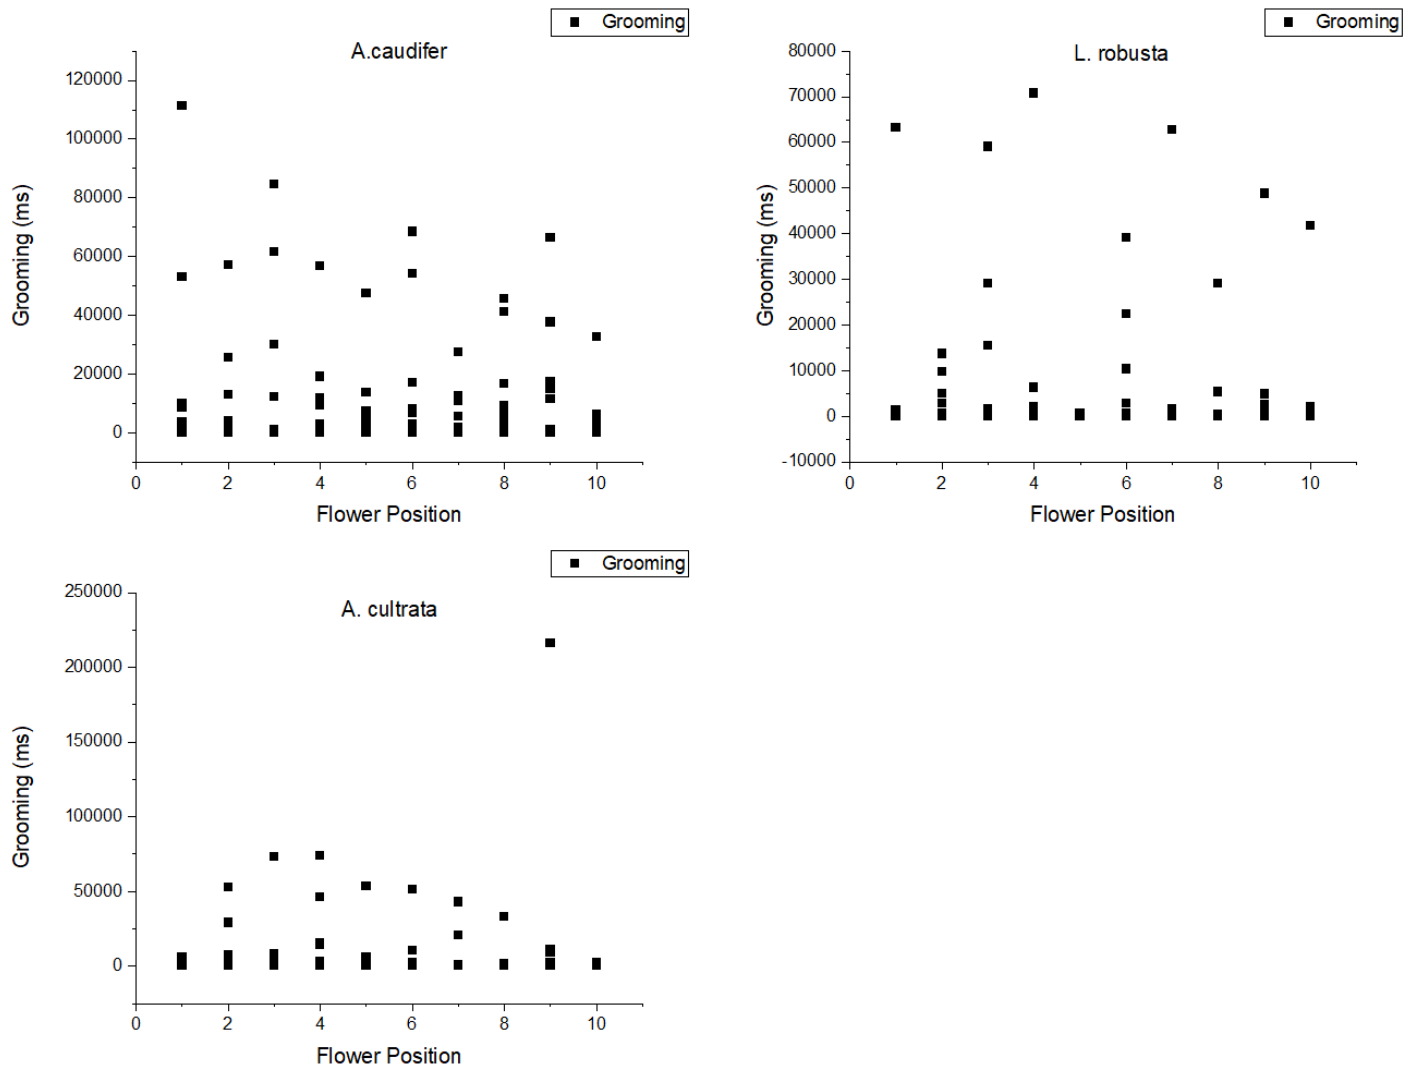 Grooming
A.caudifer
120000
100000
80000
60000
40000
20000
0
Grooming (ms)
0 2 4 6 8 10
Flower Position
Grooming
L. robusta
80000
70000
60000
50000
40000
30000
20000
10000
0
-10000
Grooming (ms)
0 2 4 6 8 10
Flower Position
Grooming
A. cultrata
250000
200000
150000
100000
50000
0
Grooming (ms)
0 2 4 6 8 10
Flower Position